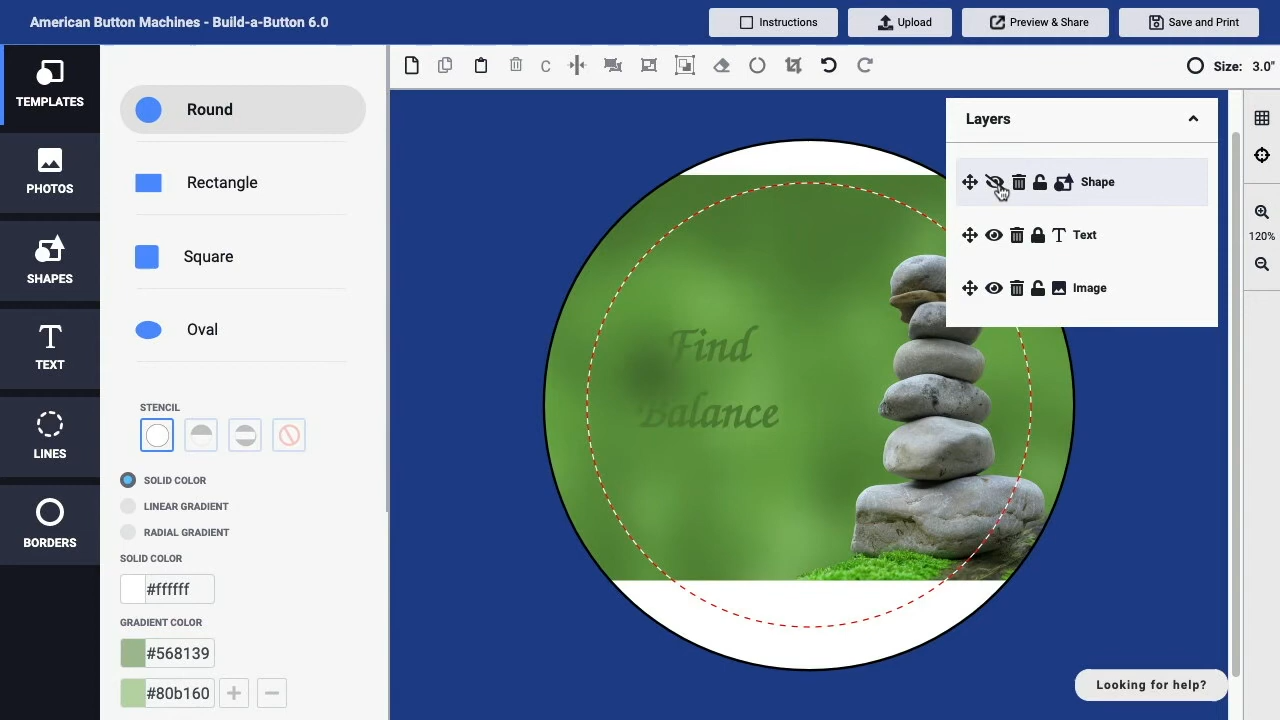 American Button Machines - Build-a-Button 6.0
Instructions
Upload
Preview & Share
Save and Print
C
Size: 3.0"
TEMPLATES
PHOTOS
SHAPES
TEXT
LINES
BORDERS
Round
Rectangle
Square
Oval
STENCIL
SOLID COLOR
LINEAR GRADIENT
RADIAL GRADIENT
SOLID COLOR
#ffffff
GRADIENT COLOR
#568139
#80b160
Find
Balance
Layers
Shape
Text
Image
120%
Looking for help?